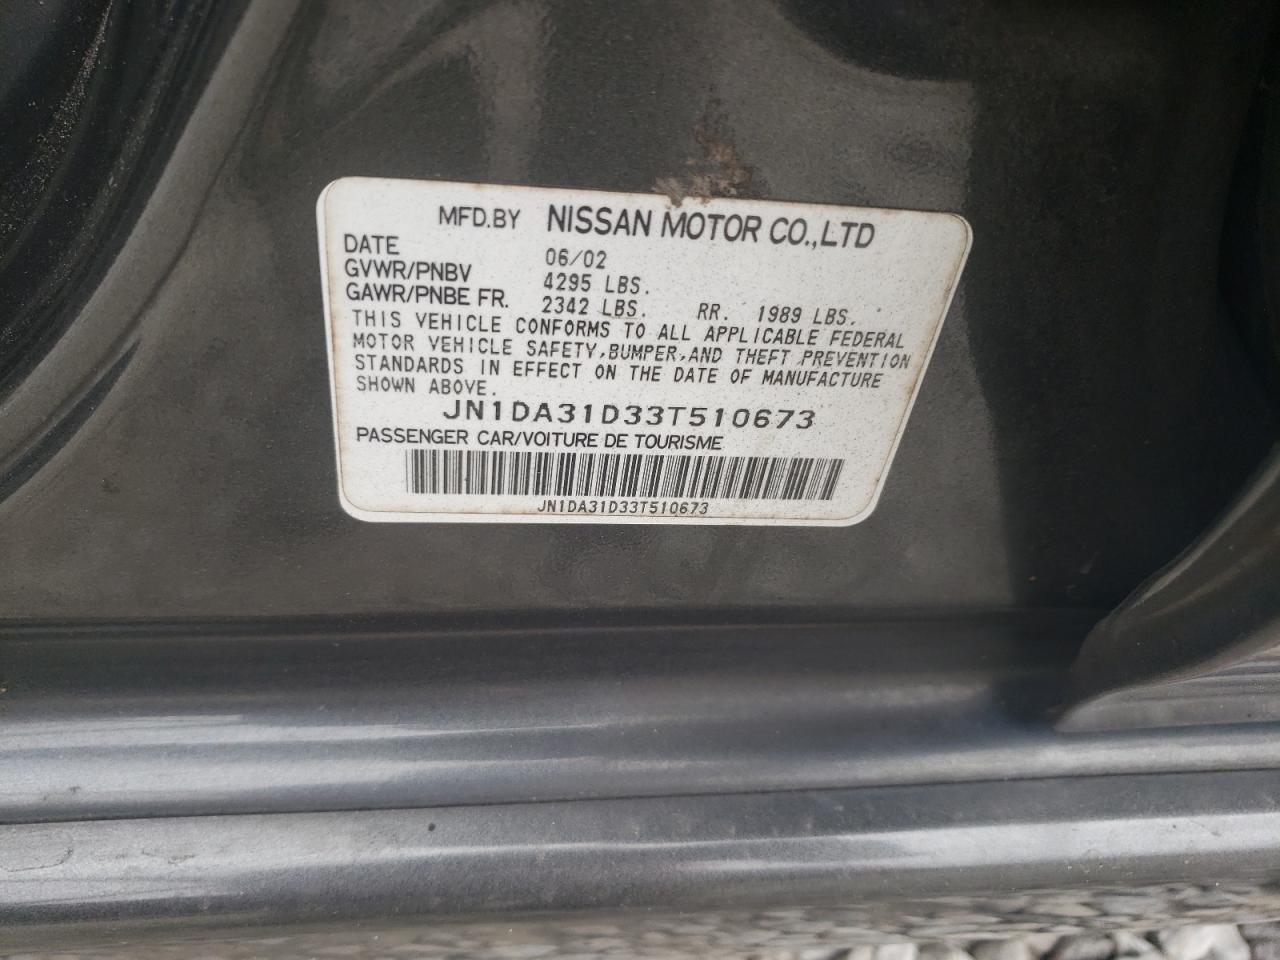 MFD.BY NISSAN MOTOR CO.,LTD
DATE 06/02
GVWR/PNBV 4295 LBS.
GAWR/PNBE FR. 2342 LBS. RR. 1989 LBS.
THIS VEHICLE CONFORMS TO ALL APPLICABLE FEDERAL
MOTOR VEHICLE SAFETY,BUMPER,AND THEFT PREVENTION
STANDARDS IN EFFECT ON THE DATE OF MANUFACTURE
SHOWN ABOVE.
JN1DA31D33T510673
PASSENGER CAR/VOITURE DE TOURISME
JN1DA31D33T510673